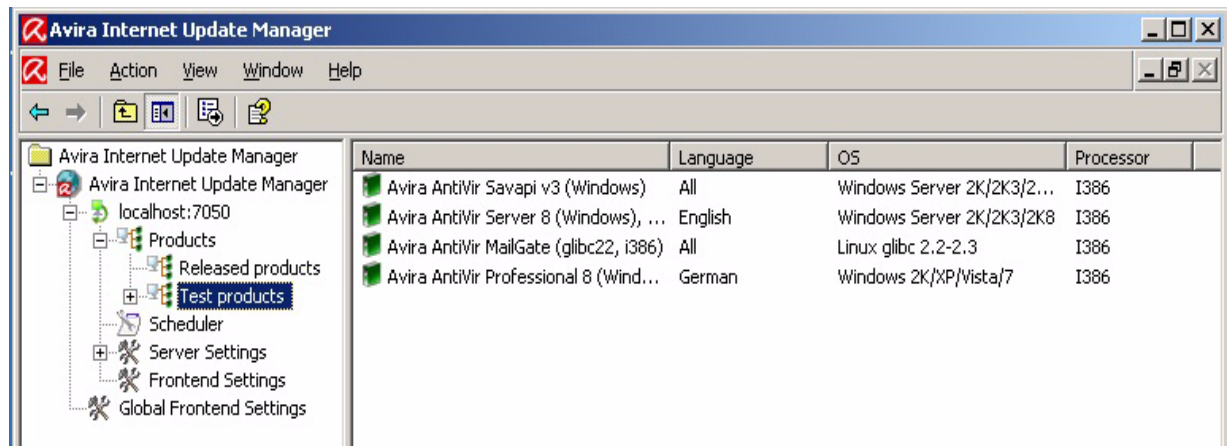 Avira Internet Update Manager
File Action View Window Help
Avira Internet Update Manager
Avira Internet Update Manager
localhost:7050
Products
Released products
Test products
Scheduler
Server Settings
Frontend Settings
Global Frontend Settings
Name Language OS Processor
Avira AntiVir Savapi v3 (Windows) All Windows Server 2K/2K3/2... I386
Avira AntiVir Server 8 (Windows), ... English Windows Server 2K/2K3/2K8 I386
Avira AntiVir MailGate (glibc22, i386) All Linux glibc 2.2-2.3 I386
Avira AntiVir Professional 8 (Wind... German Windows 2K/XP/Vista/7 I386